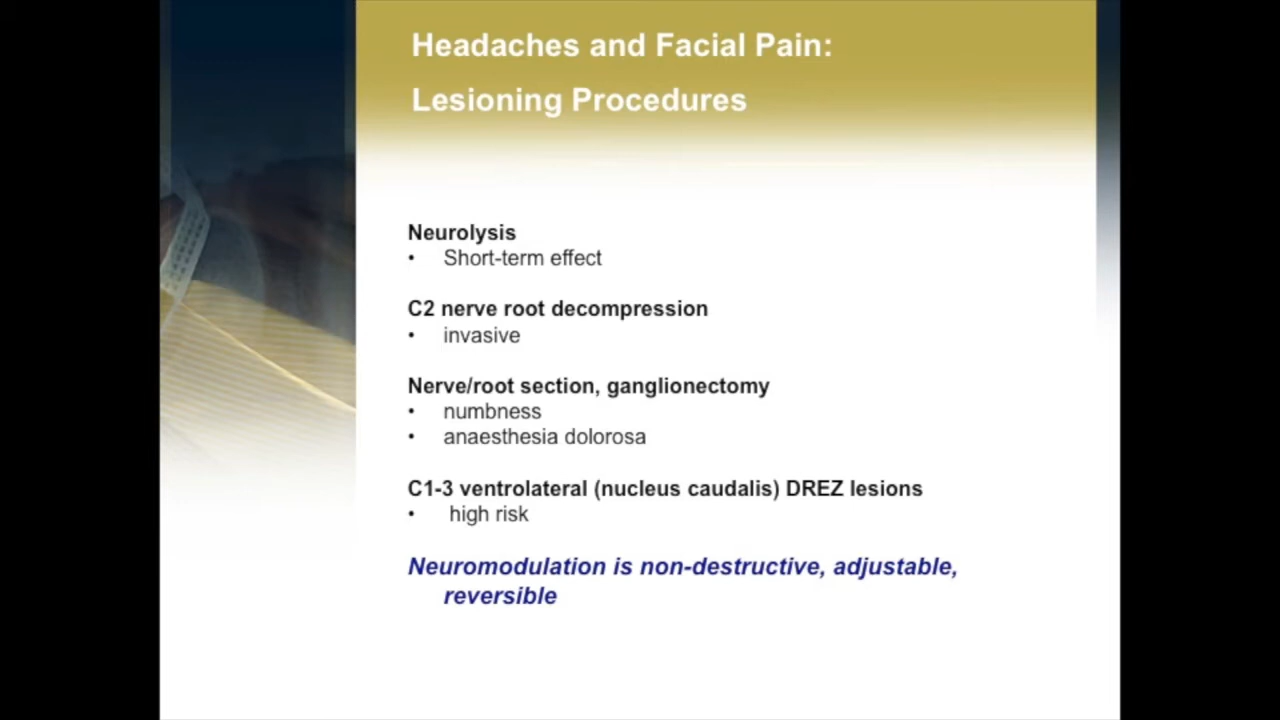 Headaches and Facial Pain:
Lesioning Procedures
Neurolysis
• Short-term effect
C2 nerve root decompression
• invasive
Nerve/root section, ganglionectomy
• numbness
• anaesthesia dolorosa
C1-3 ventrolateral (nucleus caudalis) DREZ lesions
• high risk
Neuromodulation is non-destructive, adjustable,
reversible